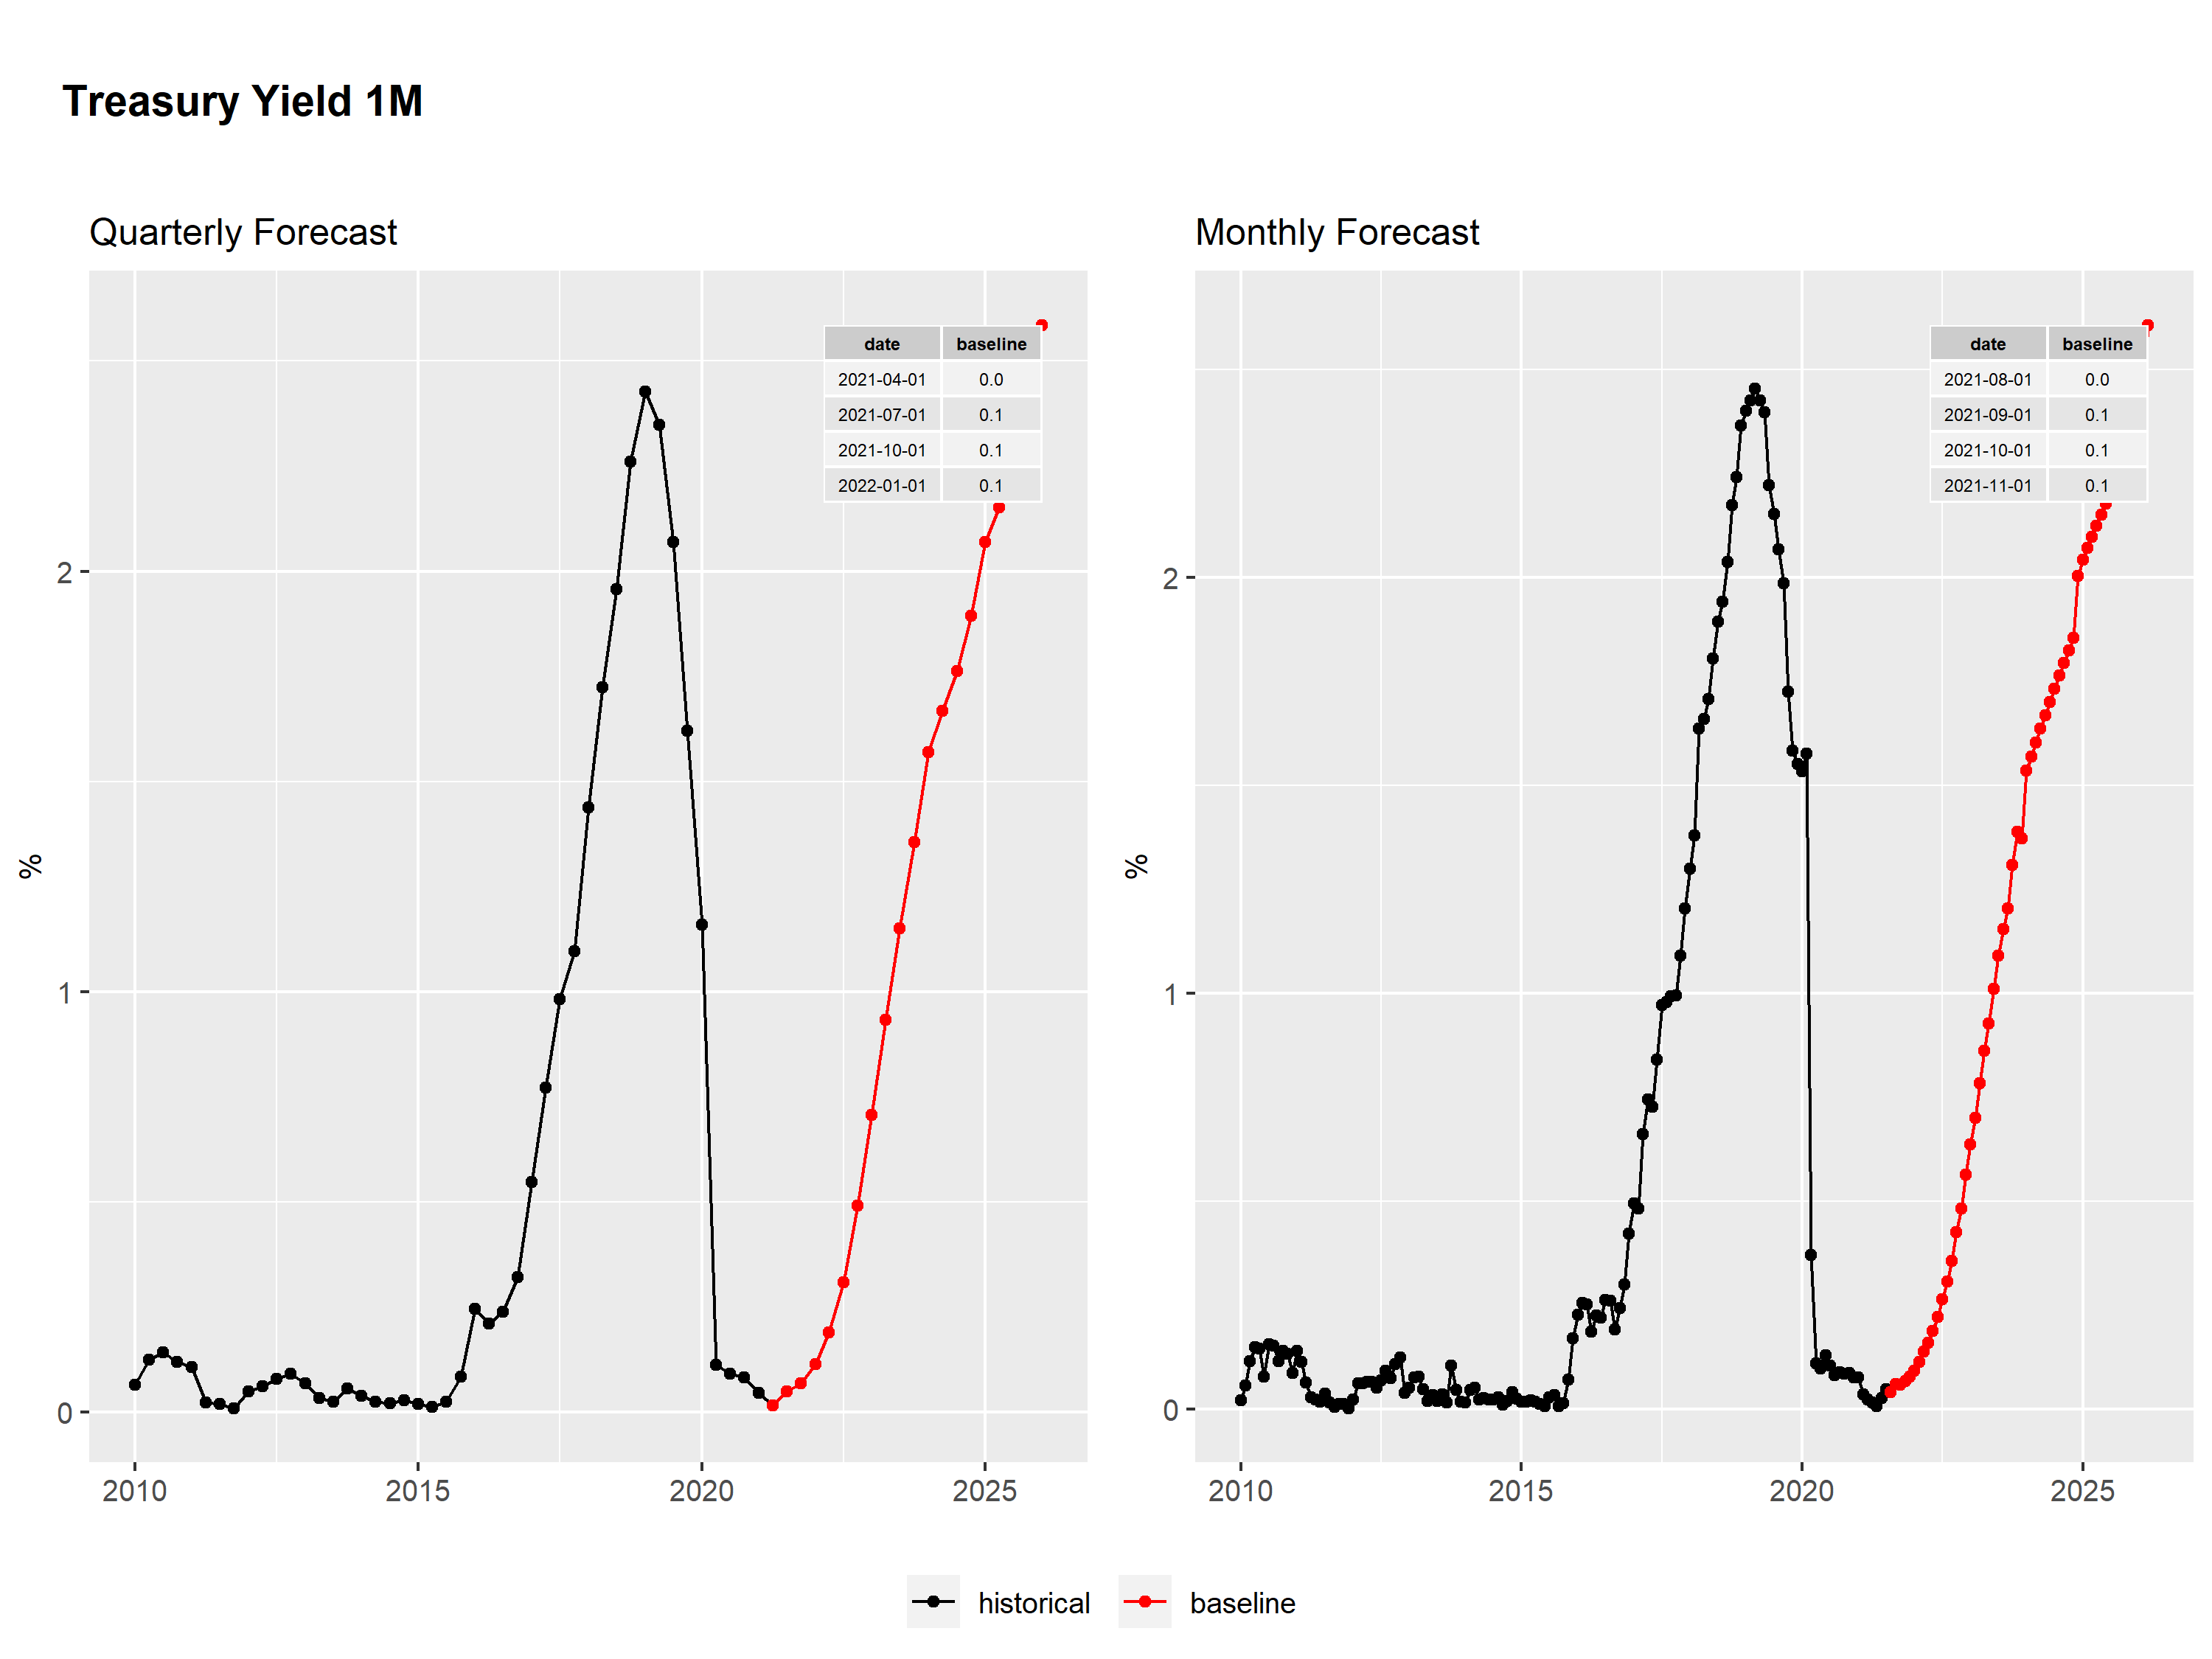 Treasury Yield 1M
Quarterly Forecast
%
2
1
0
2010 2015 2020 2025
date baseline
2021-04-01 0.0
2021-07-01 0.1
2021-10-01 0.1
2022-01-01 0.1
Monthly Forecast
%
2
1
0
2010 2015 2020 2025
date baseline
2021-08-01 0.0
2021-09-01 0.1
2021-10-01 0.1
2021-11-01 0.1
historical baseline